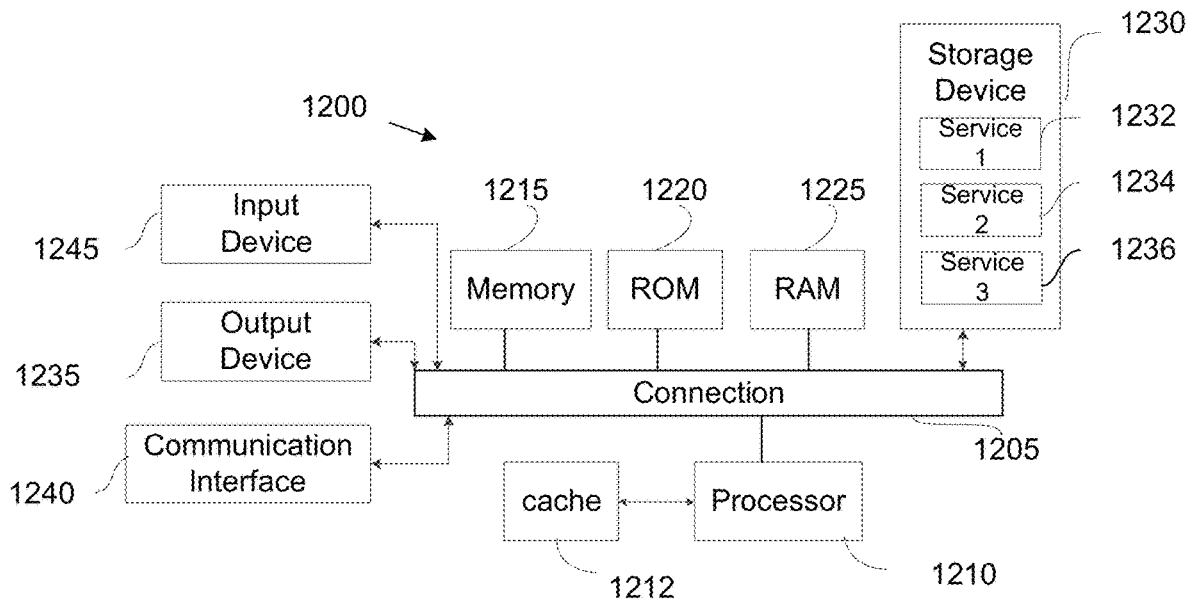 1230
Storage
Device
1232
Service
1
1200
1234
Service
2
1215
1220
1225
Input
Device
1245
1236
Service
3
Memory
ROM
RAM
Output
Device
1235
Connection
1205
Communication
Interface
1240
cache
Processor
1212
1210